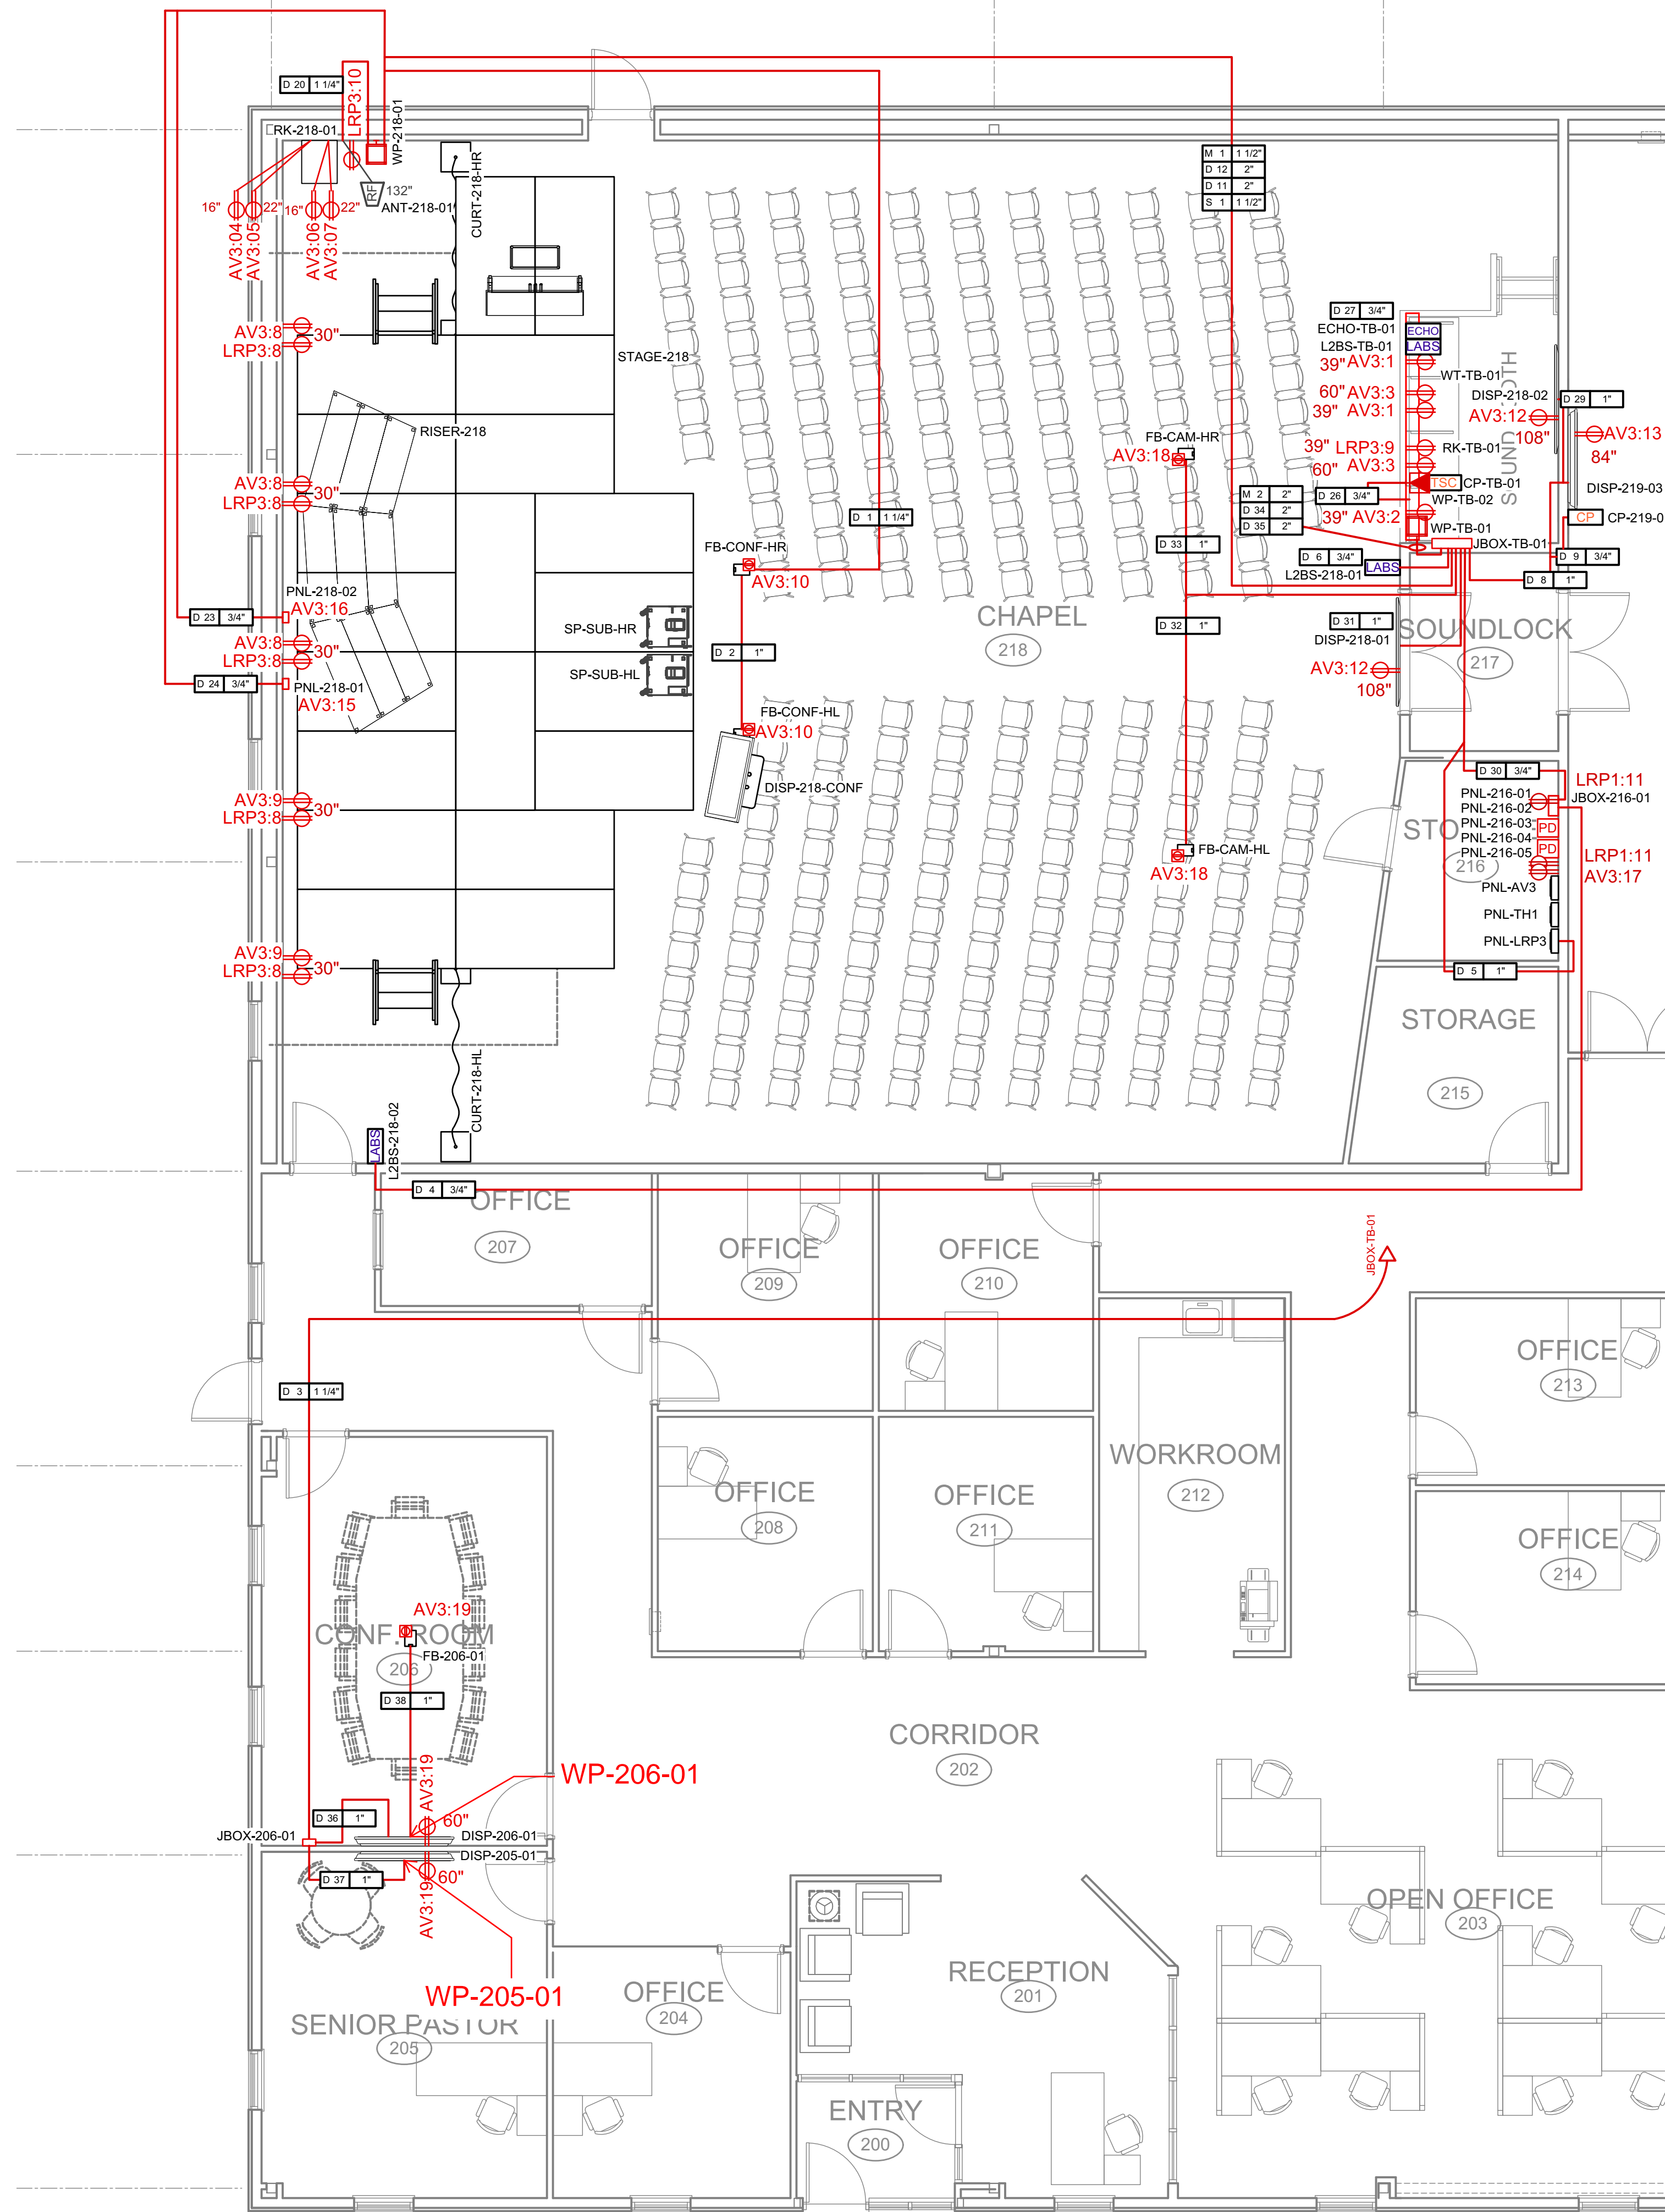 D 20 1 1/4"
LRP3:10
WP-218-01
RK-218-01
RF
132"
ANT-218-01
CURT-218-HR
16"
22"
16"
22"
AV3:04
AV3:05
AV3:06
AV3:07
M 1 1 1/2"
D 12 2"
D 11 2"
S 1 1 1/2"
AV3:8
30"
LRP3:8
STAGE-218
RISER-218
AV3:8
30"
LRP3:8
D 27 3/4"
ECHO-TB-01
ECHO
L2BS-TB-01
LABS
39" AV3:1
WT-TB-01
60" AV3:3
39" AV3:1
DISP-218-02
D 29 1"
AV3:12
108"
AV3:13
84"
39" LRP3:9
RK-TB-01
60" AV3:3
TSC
CP-TB-01
WP-TB-02
SOUND
DISP-219-03
CP
CP-219-0
FB-CAM-HR
AV3:18
M 2 2"
D 34 2"
D 35 2"
D 26 3/4"
39" AV3:2
WP-TB-01
JBOX-TB-01
D 1 1 1/4"
D 33 1"
D 6 3/4"
LABS
L2BS-218-01
D 9 3/4"
D 8 1"
FB-CONF-HR
AV3:10
PNL-218-02
AV3:16
D 23 3/4"
CHAPEL
218
SP-SUB-HR
D 2 1"
D 32 1"
D 31 1"
DISP-218-01
SOUNDLOCK
217
AV3:8
30"
LRP3:8
SP-SUB-HL
AV3:12
108"
D 24 3/4"
PNL-218-01
AV3:15
FB-CONF-HL
AV3:10
DISP-218-CONF
AV3:9
30"
LRP3:8
D 30 3/4"
LRP1:11
PNL-216-01
JBOX-216-01
PNL-216-02
PNL-216-03
PD
PNL-216-04
PD
PNL-216-05
STO
216
LRP1:11
AV3:17
PNL-AV3
PNL-TH1
PNL-LRP3
D 5 1"
FB-CAM-HL
AV3:18
AV3:9
30"
LRP3:8
STORAGE
215
CURT-218-HL
LABS
L2BS-218-02
D 4 3/4"
OFFICE
207
OFFICE
209
OFFICE
210
JBOX-TB-01
D 3 1 1/4"
OFFICE
213
WORKROOM
212
OFFICE
208
OFFICE
211
OFFICE
214
AV3:19
CONF. ROOM
206
FB-206-01
D 38 1"
CORRIDOR
202
WP-206-01
AV3:19
60"
D 36 1"
JBOX-206-01
DISP-206-01
DISP-205-01
D 37 1"
60"
AV3:19
WP-205-01
SENIOR PASTOR
205
OFFICE
204
RECEPTION
201
OPEN OFFICE
203
ENTRY
200